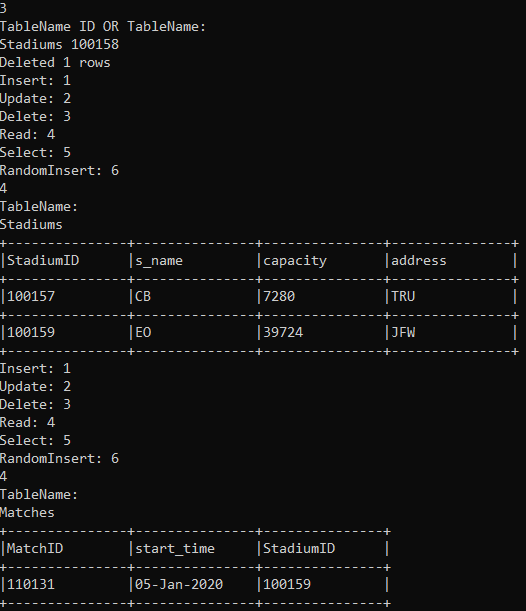 3
TableName ID OR TableName:
Stadiums 100158
Deleted 1 rows
Insert: 1
Update: 2
Delete: 3
Read: 4
Select: 5
RandomInsert: 6
4
TableName:
Stadiums
+---------------+---------------+---------------+---------------+
|StadiumID      |s_name         |capacity       |address        |
+---------------+---------------+---------------+---------------+
|100157         |CB             |7280           |TRU            |
+---------------+---------------+---------------+---------------+
|100159         |EO             |39724          |JFW            |
+---------------+---------------+---------------+---------------+
Insert: 1
Update: 2
Delete: 3
Read: 4
Select: 5
RandomInsert: 6
4
TableName:
Matches
+---------------+---------------+---------------+
|MatchID        |start_time     |StadiumID      |
+---------------+---------------+---------------+
|110131         |05-Jan-2020    |100159         |
+---------------+---------------+---------------+